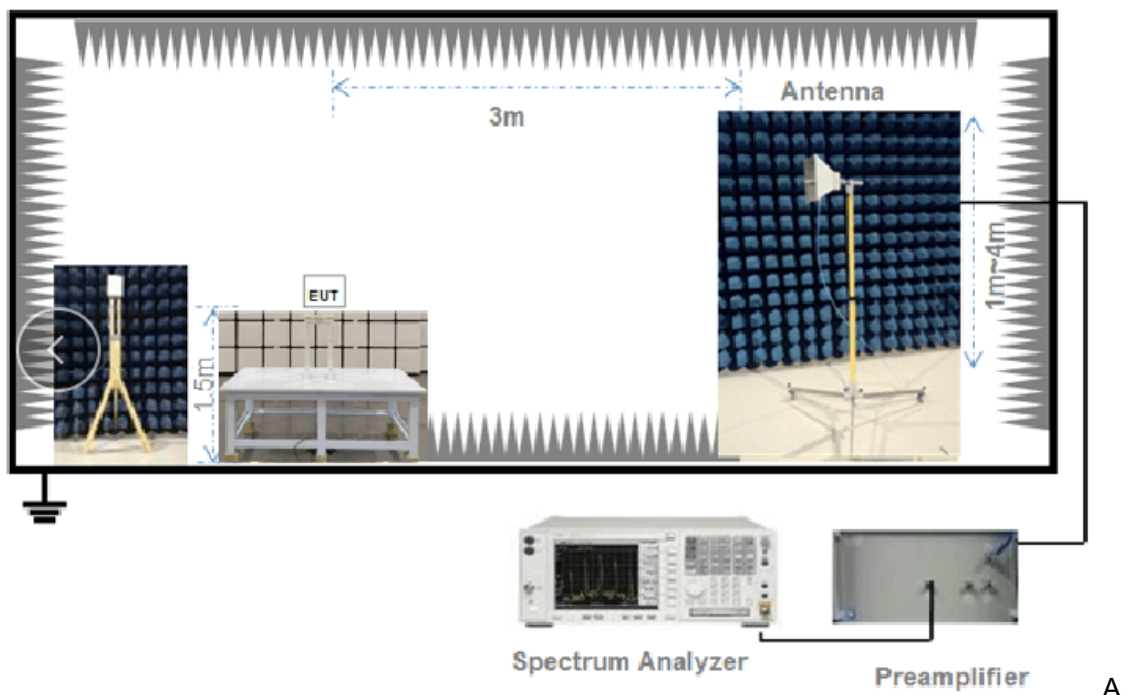 Antenna
3m
1m~4m
EUT
1.5m
Spectrum Analyzer
Preamplifier
A